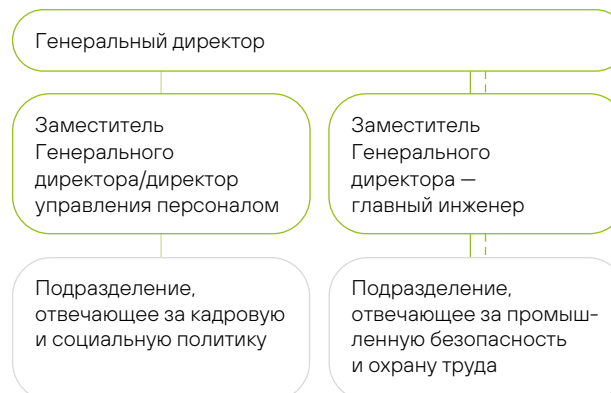 Генеральный директор
Заместитель
Генерального
директора/директор
управления персоналом
Заместитель
Генерального
директора —
главный инженер
Подразделение,
отвечающее за кадровую
и социальную политику
Подразделение,
отвечающее за промыш-
ленную безопасность
и охрану труда